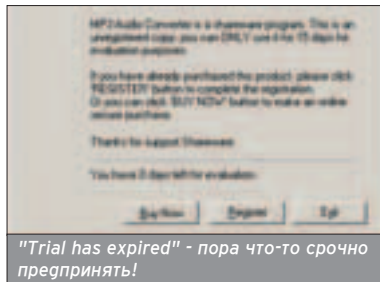 MP3 Audio Converter is a shareware program. This is an
unregistered copy. you can ONLY use it for 15 days for
evaluation purposes.
If you have already purchased this product, please click
'REGISTER' button to complete the registration.
Or you can click 'BUY NOW' button to make an online
secure purchase.
Thanks for support Shareware.
You have 0 days left for evaluation.
Buy Now Register Exit
"Trial has expired" - пора что-то срочно
предпринять!